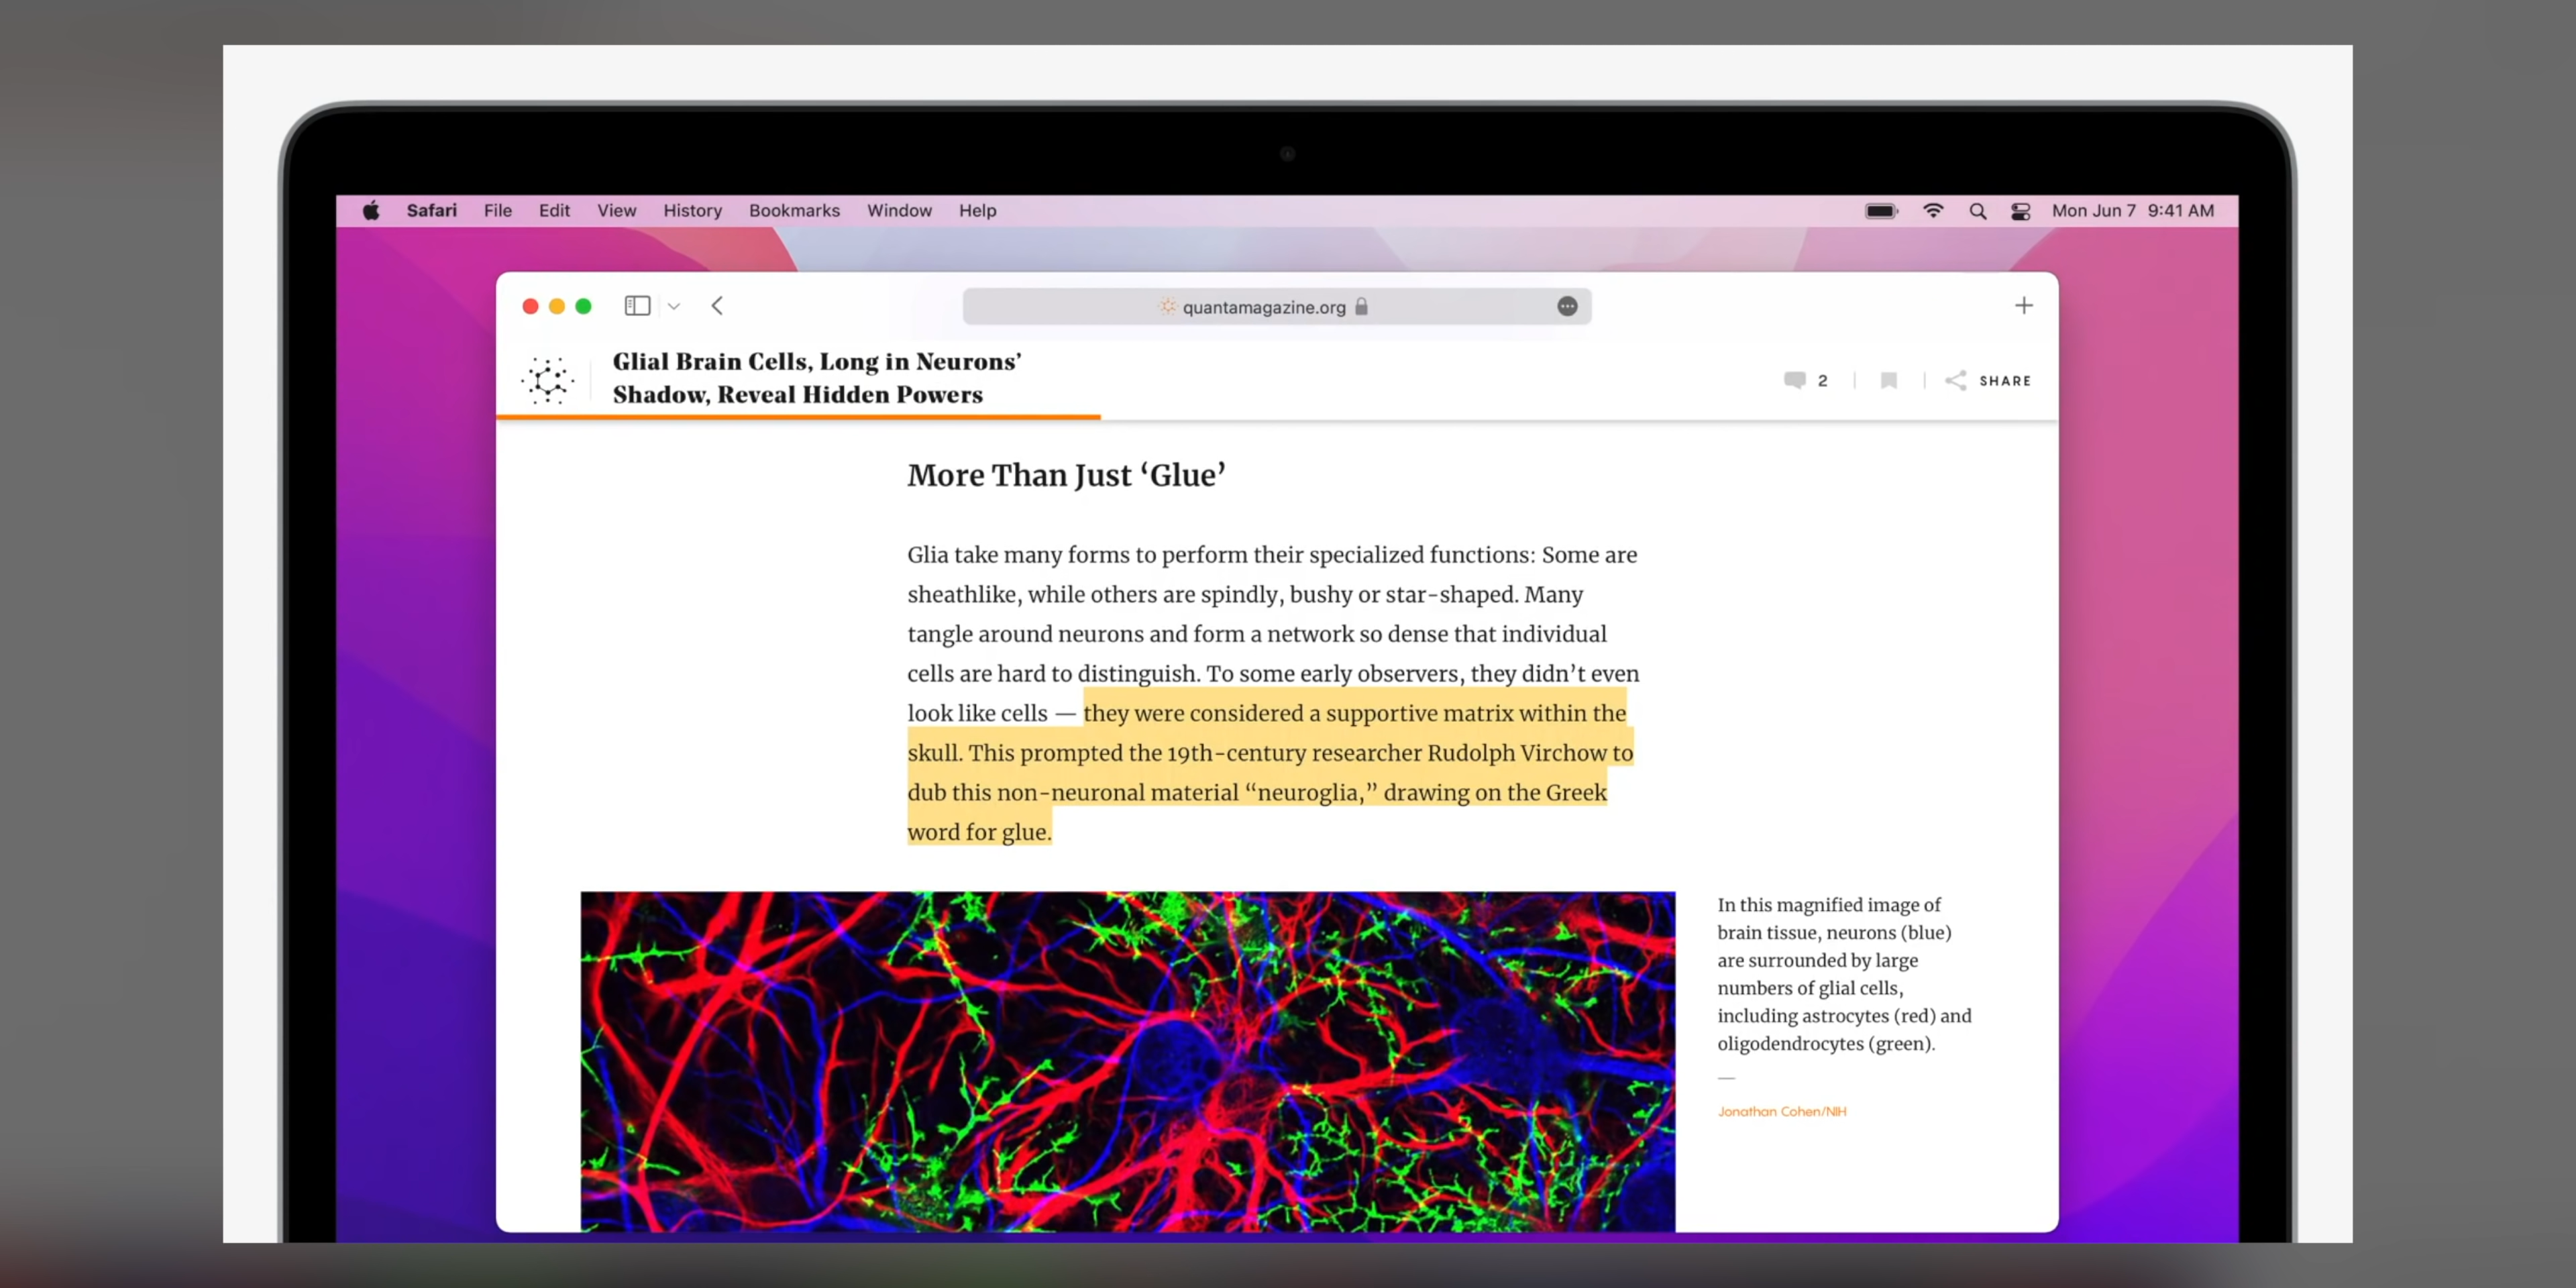 Safari File Edit View History Bookmarks Window Help Mon Jun 7 9:41 AM
quantamagazine.org
Glial Brain Cells, Long in Neurons’
Shadow, Reveal Hidden Powers
2 SHARE
More Than Just ‘Glue’
Glia take many forms to perform their specialized functions: Some are
sheathlike, while others are spindly, bushy or star-shaped. Many
tangle around neurons and form a network so dense that individual
cells are hard to distinguish. To some early observers, they didn’t even
look like cells — they were considered a supportive matrix within the
skull. This prompted the 19th-century researcher Rudolph Virchow to
dub this non-neuronal material “neuroglia,” drawing on the Greek
word for glue.
In this magnified image of
brain tissue, neurons (blue)
are surrounded by large
numbers of glial cells,
including astrocytes (red) and
oligodendrocytes (green).
—
Jonathan Cohen/NIH